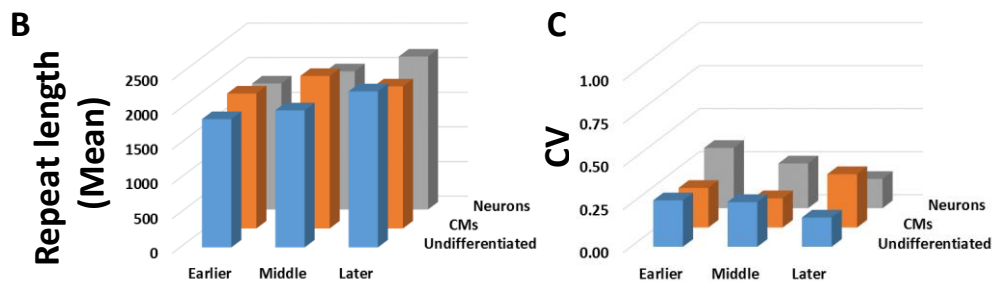 B
Repeat length
(Mean)
2500
2000
1500
1000
500
0
Neurons
CMs
Undifferentiated
Earlier Middle Later
C
CV
1.00
0.75
0.50
0.25
0.00
Neurons
CMs
Undifferentiated
Earlier Middle Later